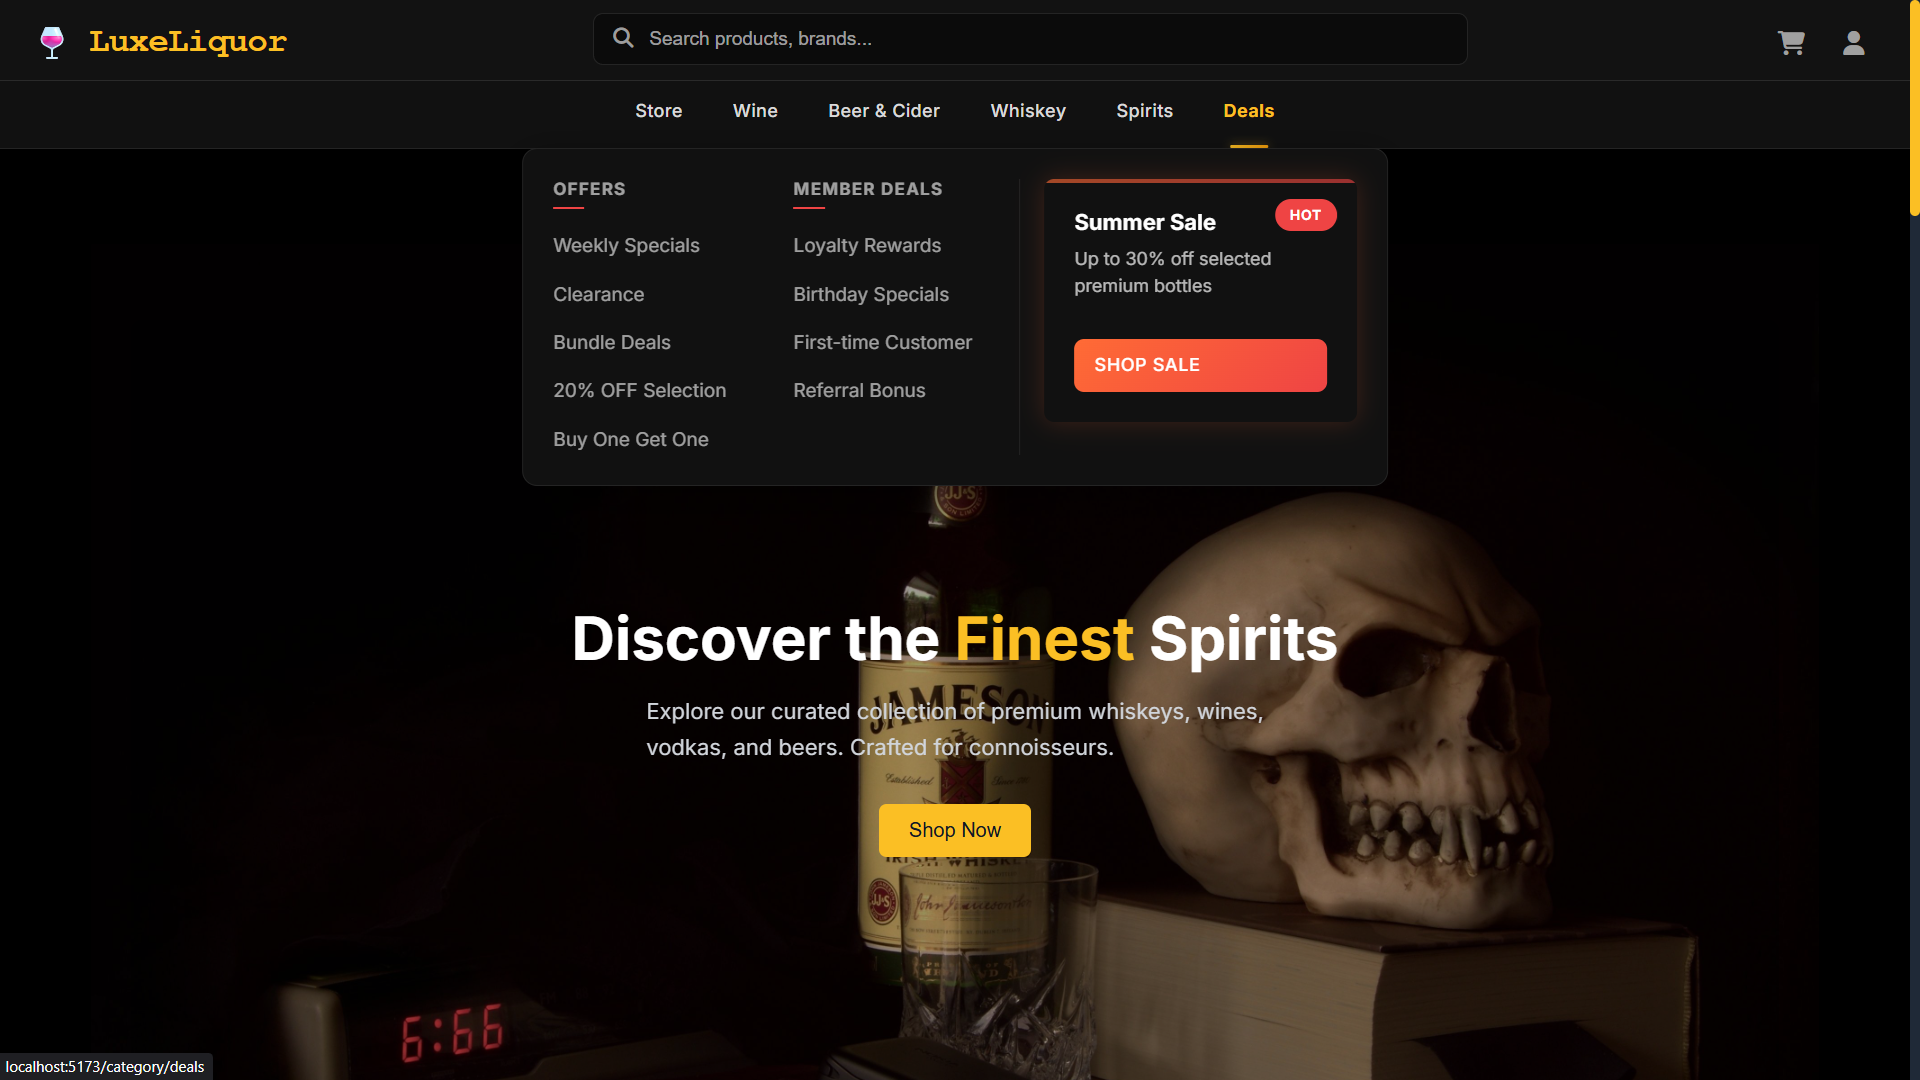 LuxeLiquor
Search products, brands...
Store
Wine
Beer & Cider
Whiskey
Spirits
Deals
OFFERS
Weekly Specials
Clearance
Bundle Deals
20% OFF Selection
Buy One Get One
MEMBER DEALS
Loyalty Rewards
Birthday Specials
First-time Customer
Referral Bonus
Summer Sale
HOT
Up to 30% off selected
premium bottles
SHOP SALE
JJ&S
Discover the Finest Spirits
JAMESON
Explore our curated collection of premium whiskeys, wines,
vodkas, and beers. Crafted for connoisseurs.
Established
Shop Now
IRISH WHISKEY
JJ&S
6:66
localhost:5173/category/deals